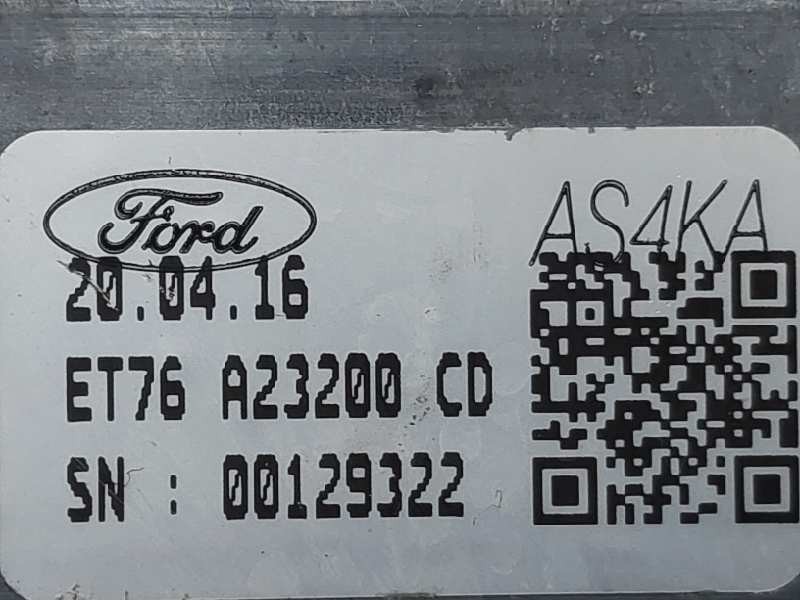 Ford
AS4KA
20.04.16
ET76 A23200 CD
SN : 00129322